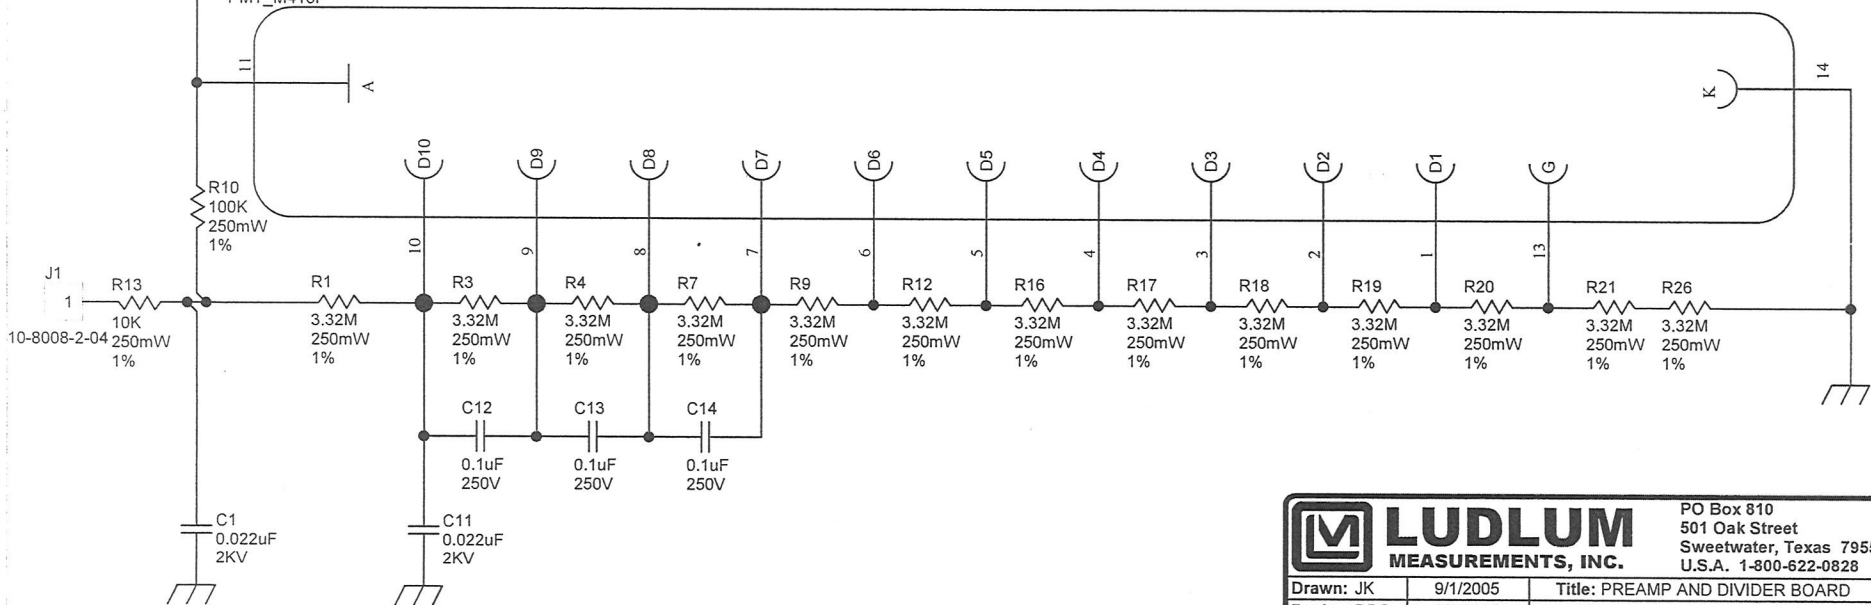 11
A
K
14
D10
D9
D8
D7
D6
D5
D4
D3
D2
D1
G
R10
100K
250mW
1%
10
9
8
7
6
5
4
3
2
1
13
J1
1
10-8008-2-04
R13
10K
250mW
1%
R1
3.32M
250mW
1%
R3
3.32M
250mW
1%
R4
3.32M
250mW
1%
R7
3.32M
250mW
1%
R9
3.32M
250mW
1%
R12
3.32M
250mW
1%
R16
3.32M
250mW
1%
R17
3.32M
250mW
1%
R18
3.32M
250mW
1%
R19
3.32M
250mW
1%
R20
3.32M
250mW
1%
R21
3.32M
250mW
1%
R26
3.32M
250mW
1%
C12
0.1uF
250V
C13
0.1uF
250V
C14
0.1uF
250V
C1
0.022uF
2KV
C11
0.022uF
2KV
LM
LUDLUM
MEASUREMENTS, INC.
PO Box 810
501 Oak Street
Sweetwater, Texas
U.S.A. 1-800-622-0828
Drawn: JK
9/1/2005
Title: PREAMP AND DIVIDER BOARD